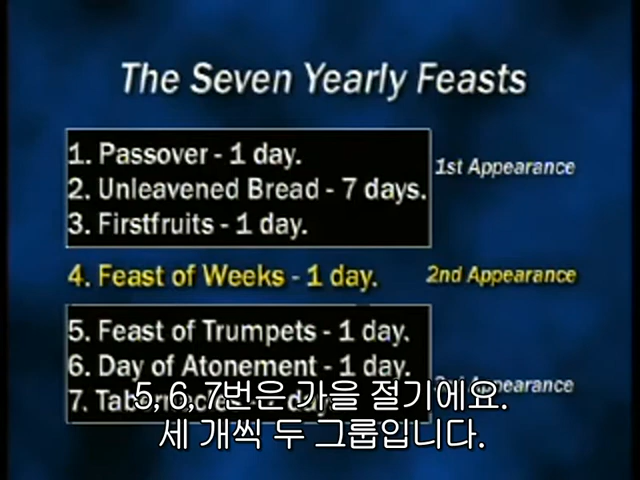 The Seven Yearly Feasts
1. Passover - 1 day.
2. Unleavened Bread - 7 days.
3. Firstfruits - 1 day.
1st Appearance
4. Feast of Weeks - 1 day.
2nd Appearance
5. Feast of Trumpets - 1 day.
6. Day of Atonement - 1 day.
7.
Appearance
5, 6, 7번은 가을 절기에요.
세 개씩 두 그룹입니다.